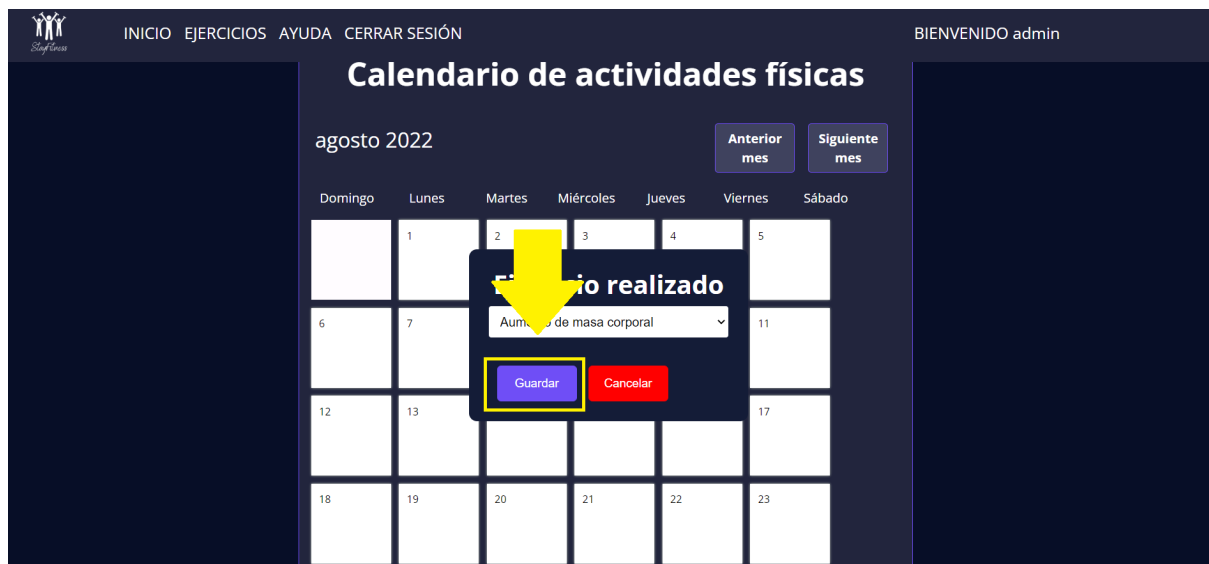 StayFitness
INICIO EJERCICIOS AYUDA CERRAR SESIÓN BIENVENIDO admin
Calendario de actividades físicas
agosto 2022
Anterior mes
Siguiente mes
Domingo Lunes Martes Miércoles Jueves Viernes Sábado
1 2 3 4 5
realizado
de masa corporal
6 7 11
Guardar Cancelar
12 13 17
18 19 20 21 22 23